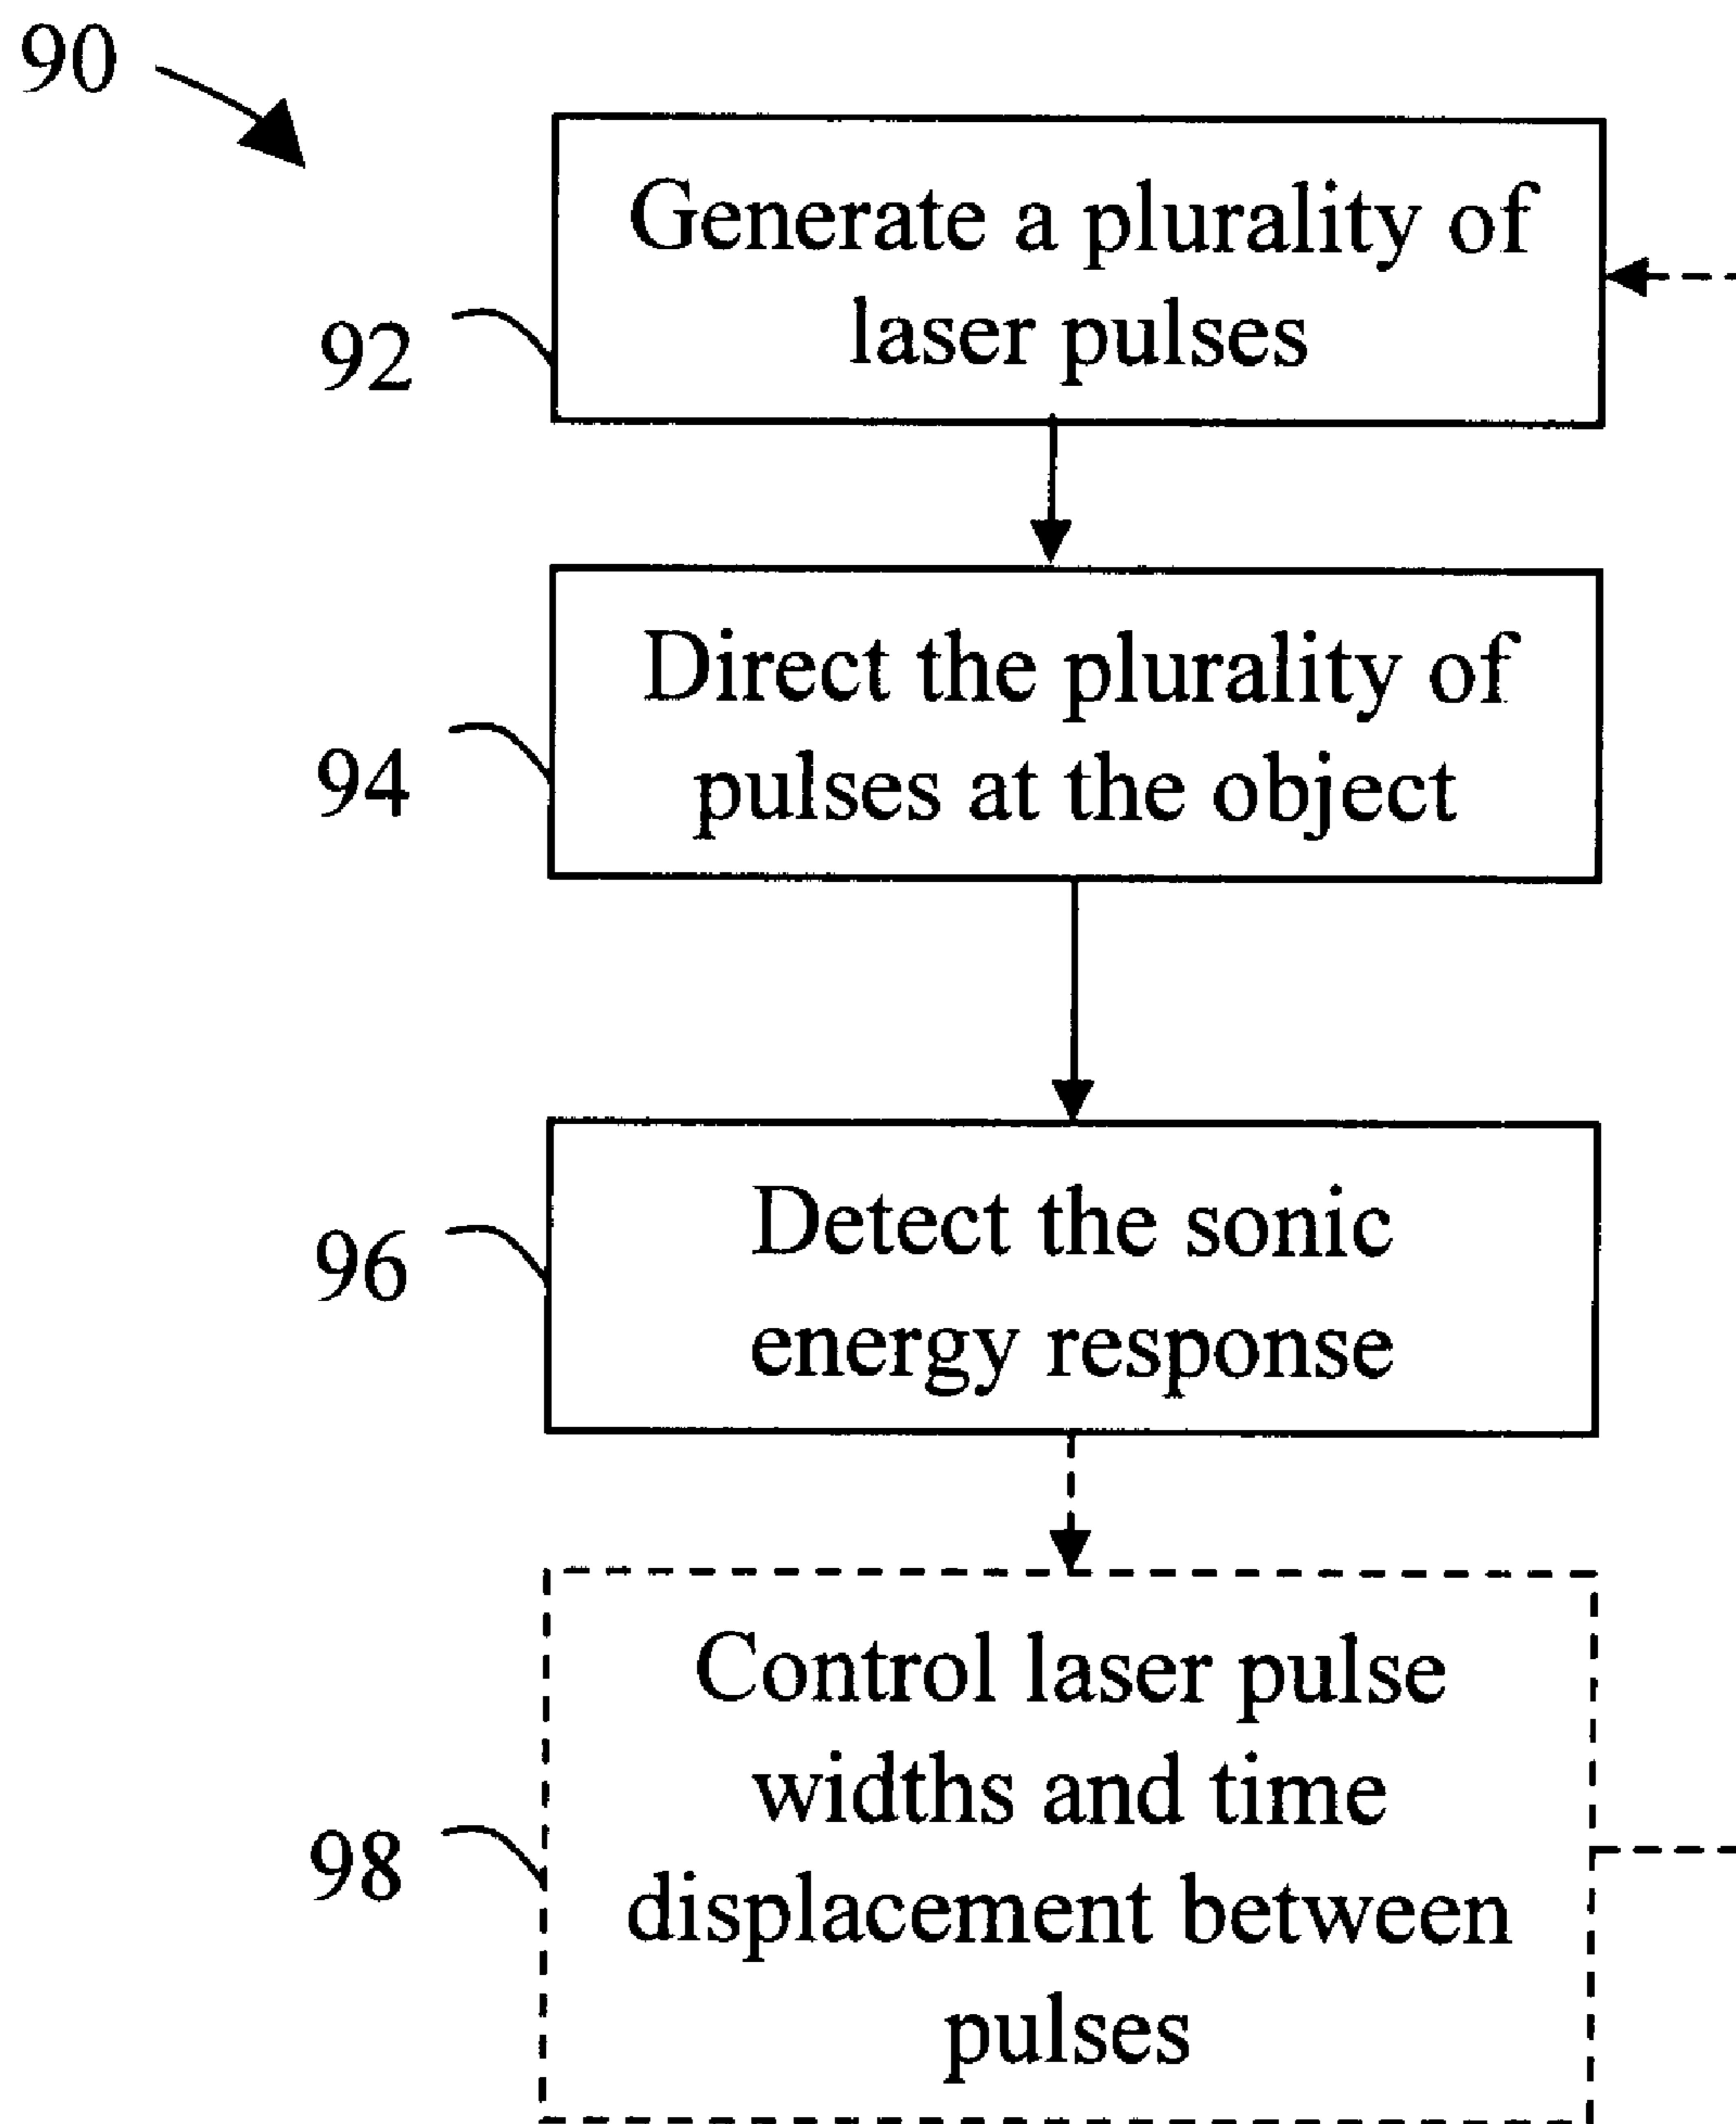 90
Generate a plurality of
laser pulses
92
Direct the plurality of
pulses at the object
94
Detect the sonic
energy response
96
Control laser pulse
widths and time
displacement between
pulses
98